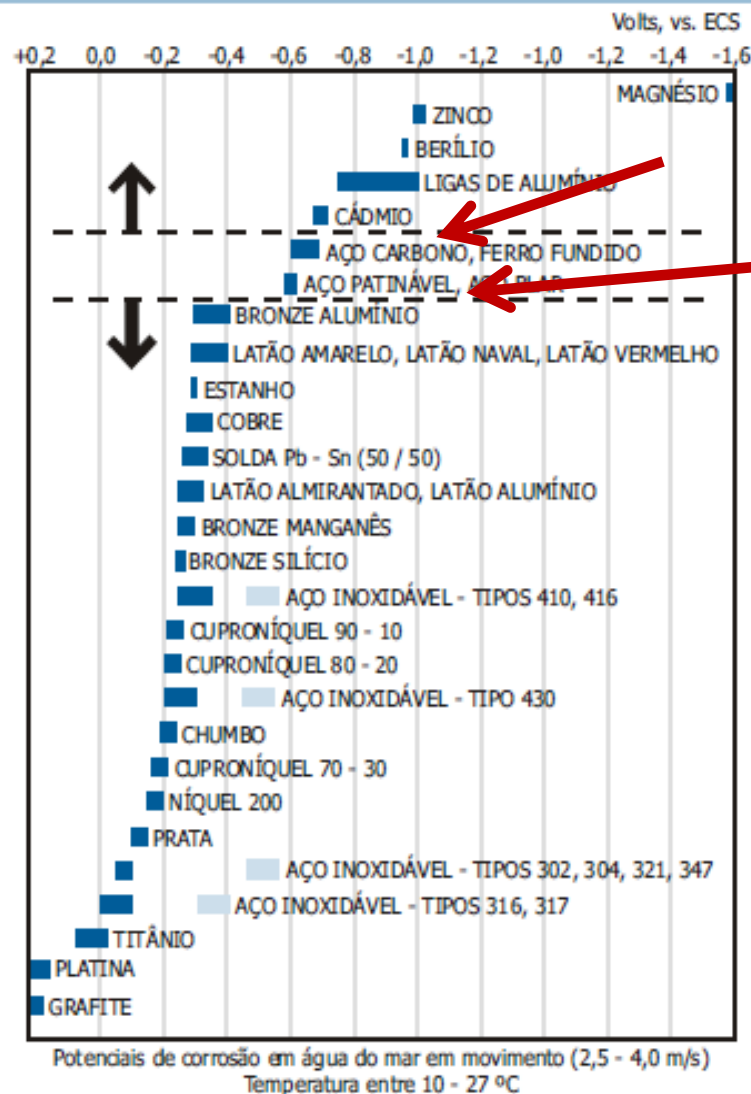 Volts, vs. ECS
+0,2 0,0 -0,2 -0,4 -0,6 -0,8 -1,0 -1,2 -1,0 -1,2 -1,4 -1,6
MAGNÉSIO
ZINCO
BERÍLIO
LIGAS DE ALUMÍNIO
CÁDMIO
AÇO CARBONO, FERRO FUNDIDO
AÇO PATINÁVEL,
BRONZE ALUMÍNIO
LATÃO AMARELO, LATÃO NAVAL, LATÃO VERMELHO
ESTANHO
COBRE
SOLDA Pb - Sn (50 / 50)
LATÃO ALMIRANTADO, LATÃO ALUMÍNIO
BRONZE MANGANÊS
BRONZE SILÍCIO
AÇO INOXIDÁVEL - TIPOS 410, 416
CUPRONÍQUEL 90 - 10
CUPRONÍQUEL 80 - 20
AÇO INOXIDÁVEL - TIPO 430
CHUMBO
CUPRONÍQUEL 70 - 30
NÍQUEL 200
PRATA
AÇO INOXIDÁVEL - TIPOS 302, 304, 321, 347
AÇO INOXIDÁVEL - TIPOS 316, 317
TITÂNIO
PLATINA
GRAFITE
Potenciais de corrosão em água do mar em movimento (2,5 - 4,0 m/s)
Temperatura entre 10 - 27 ºC